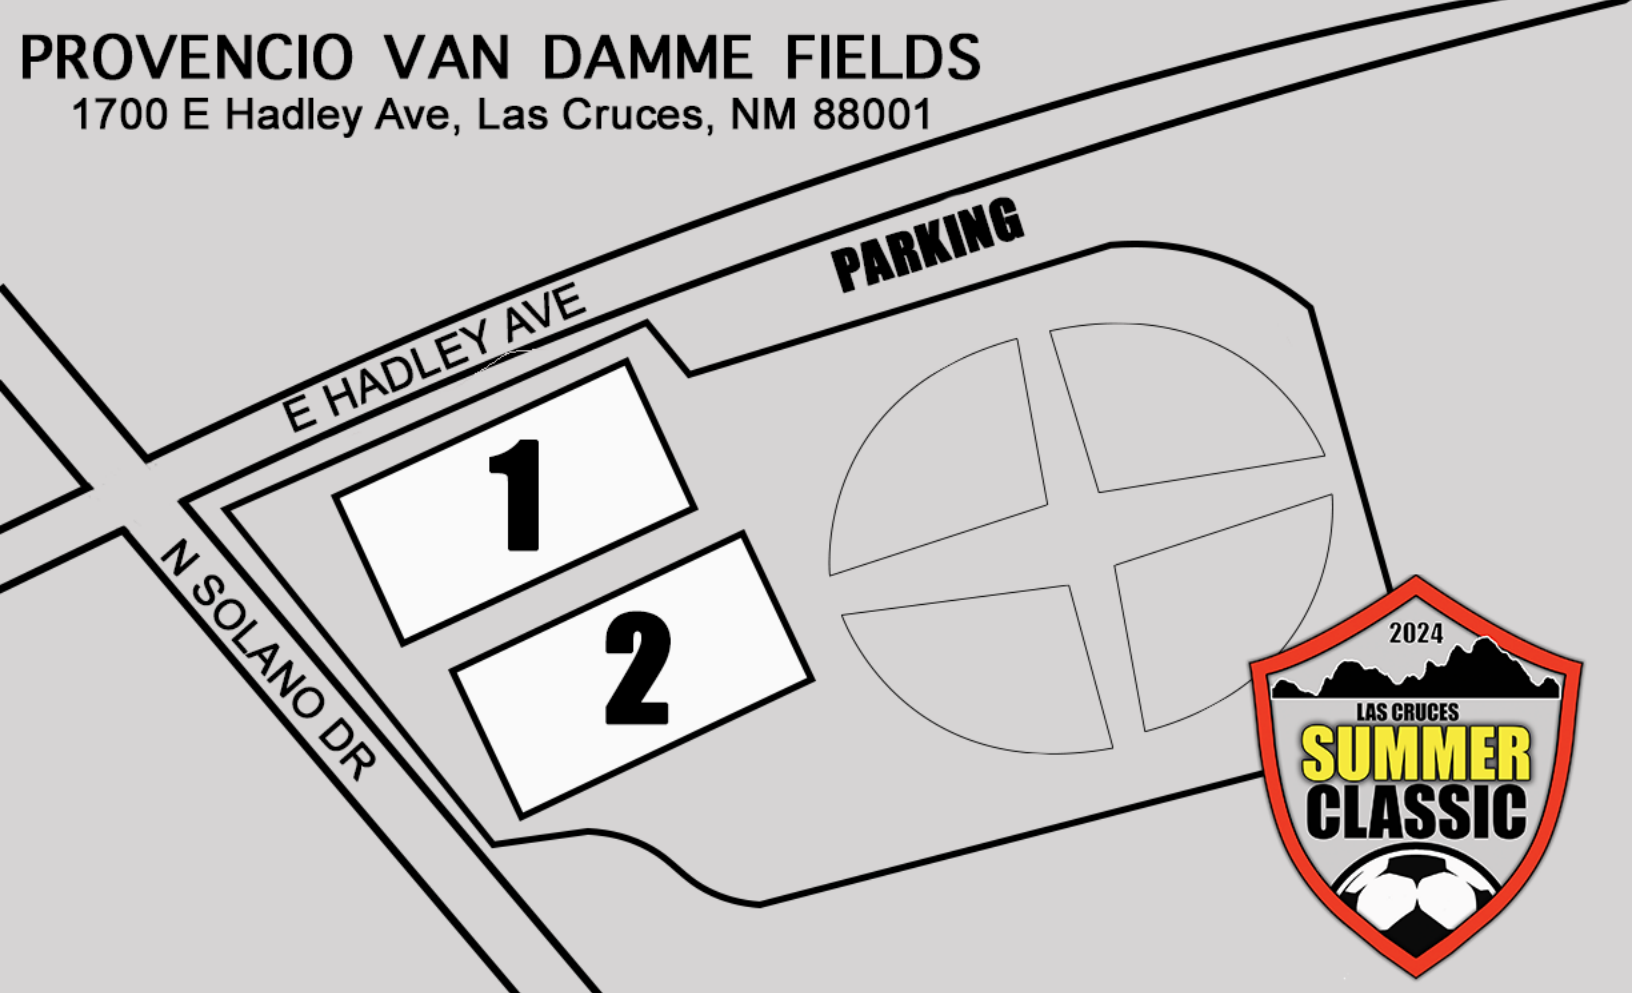 PROVENCIO VAN DAMME FIELDS
1700 E Hadley Ave, Las Cruces, NM 88001
PARKING
E HADLEY AVE
1
2
N SOLANO DR
2024
LAS CRUCES
SUMMER
CLASSIC